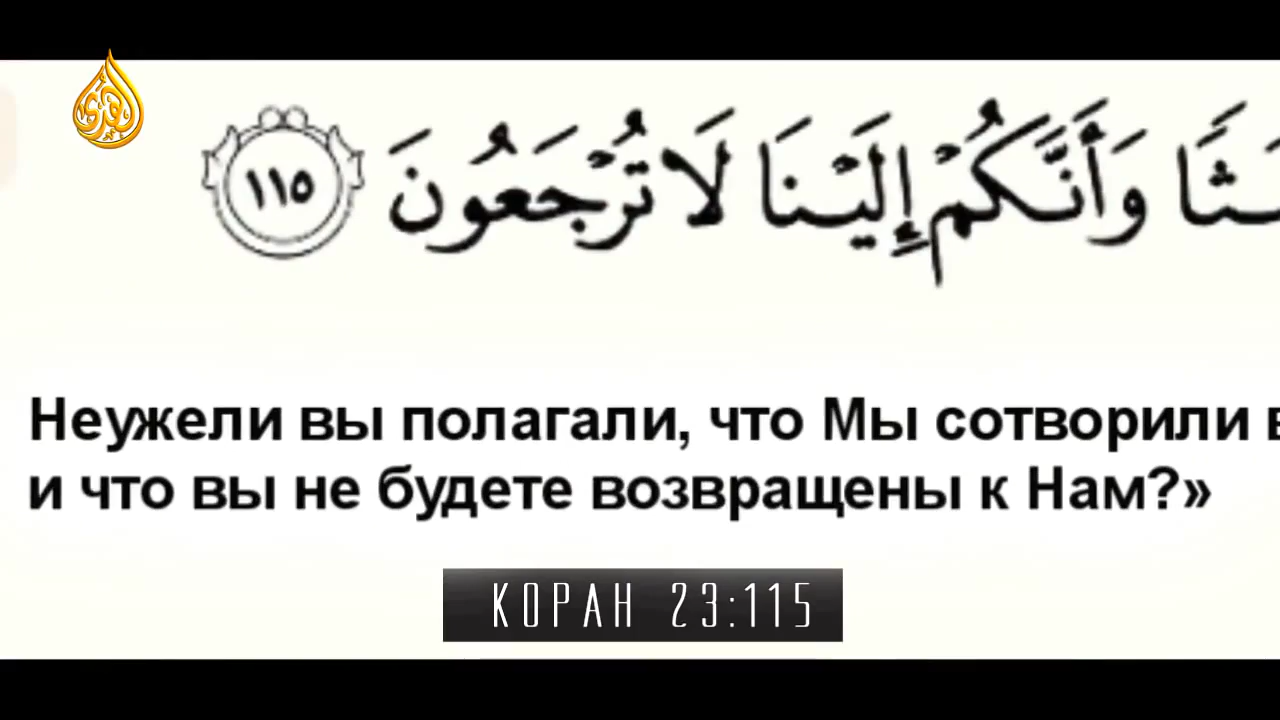 وَأَنَّكُمْ إِلَيْنَا لَا تُرْجَعُونَ ١١٥
Неужели вы полагали, что Мы сотворили
и что вы не будете возвращены к Нам?»
КОРАН 23:115